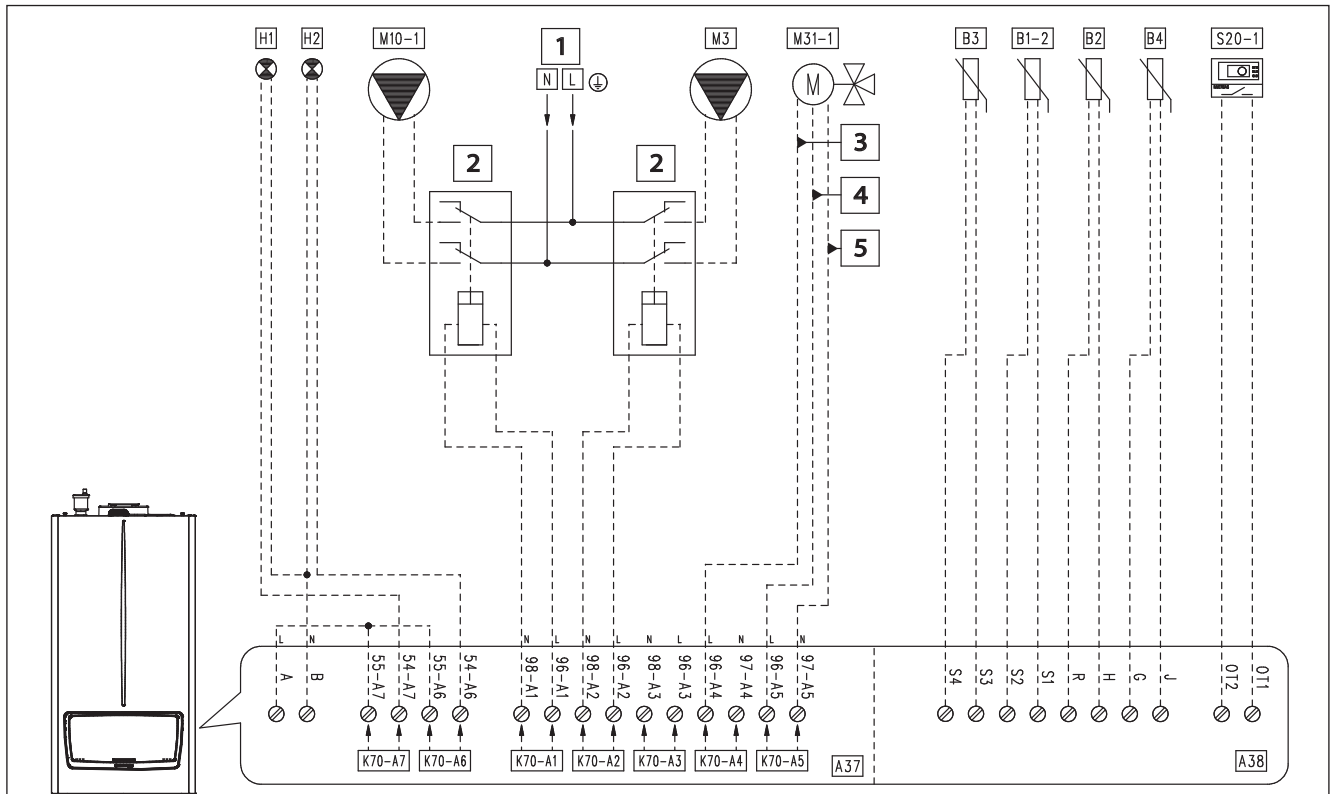 H1 H2 M10-1 1 M3 M31-1 B3 B1-2 B2 B4 S20-1
N L
M
3
2 2
4
5
L N N L N L N L L N L N
A B 55-A7 54-A7 55-A6 54-A6 98-A1 96-A1 98-A2 96-A2 98-A3 96-A3 96-A4 97-A4 96-A5 97-A5 S4 S3 S2 S1 R H G J OT2 OT1
K70-A7 K70-A6 K70-A1 K70-A2 K70-A3 K70-A4 K70-A5 A37 A38